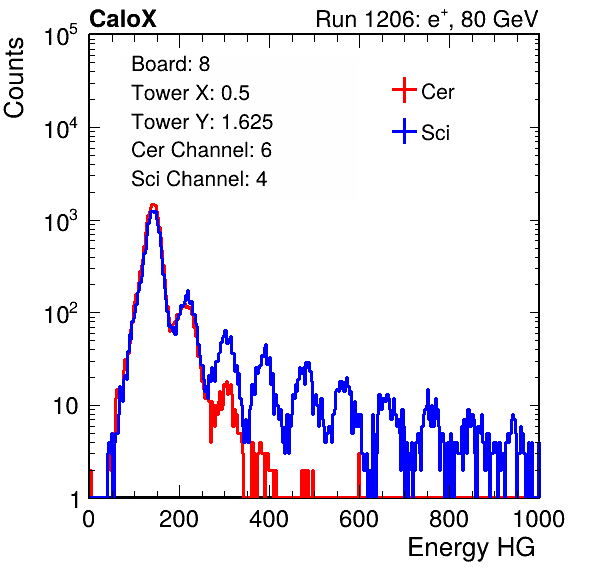 CaloX Run 1206: e⁺, 80 GeV
Counts
Board: 8
Tower X: 0.5
Tower Y: 1.625
Cer Channel: 6
Sci Channel: 4
Cer
Sci
10⁵
10⁴
10³
10²
10
1
0 200 400 600 800 1000
Energy HG